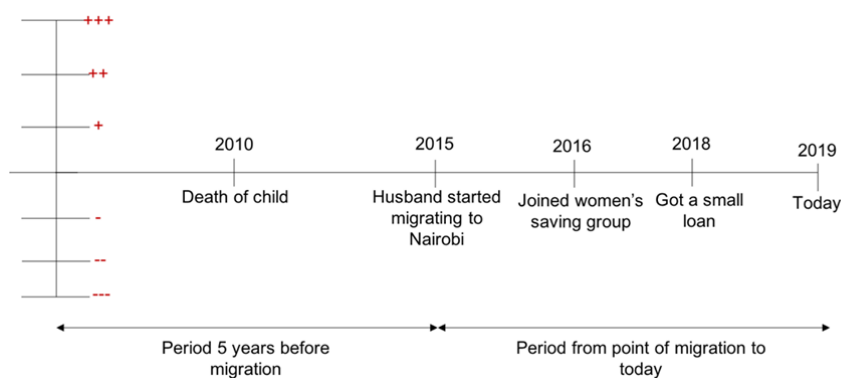 +++
++
+
2010
2015
2016
2018
2019
Death of child
Husband started
migrating to
Nairobi
Joined women's
saving group
Got a small
loan
Today
-
--
---
Period 5 years before
migration
Period from point of migration to
today